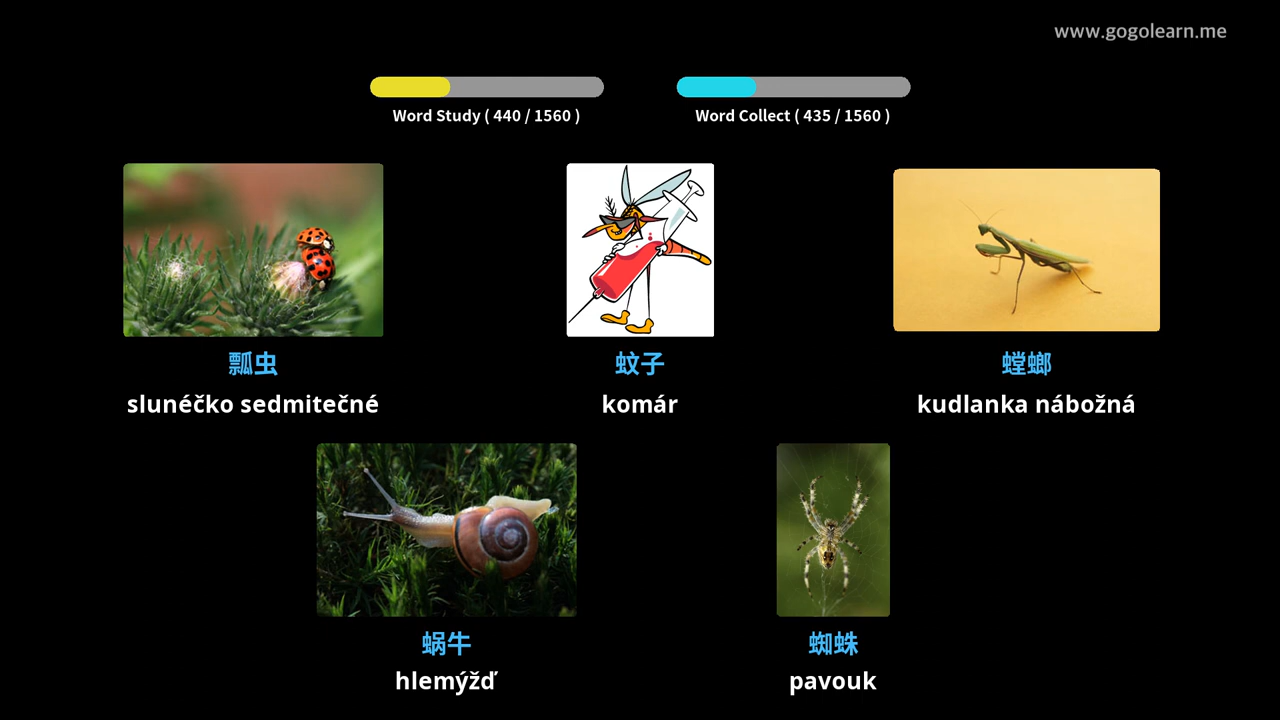 www.gogolearn.me
Word Study ( 440 / 1560 )
Word Collect ( 435 / 1560 )
瓢虫
蚊子
螳螂
slunéčko sedmitečné
komár
kudlanka nábožná
蜗牛
蜘蛛
hlemýžď
pavouk